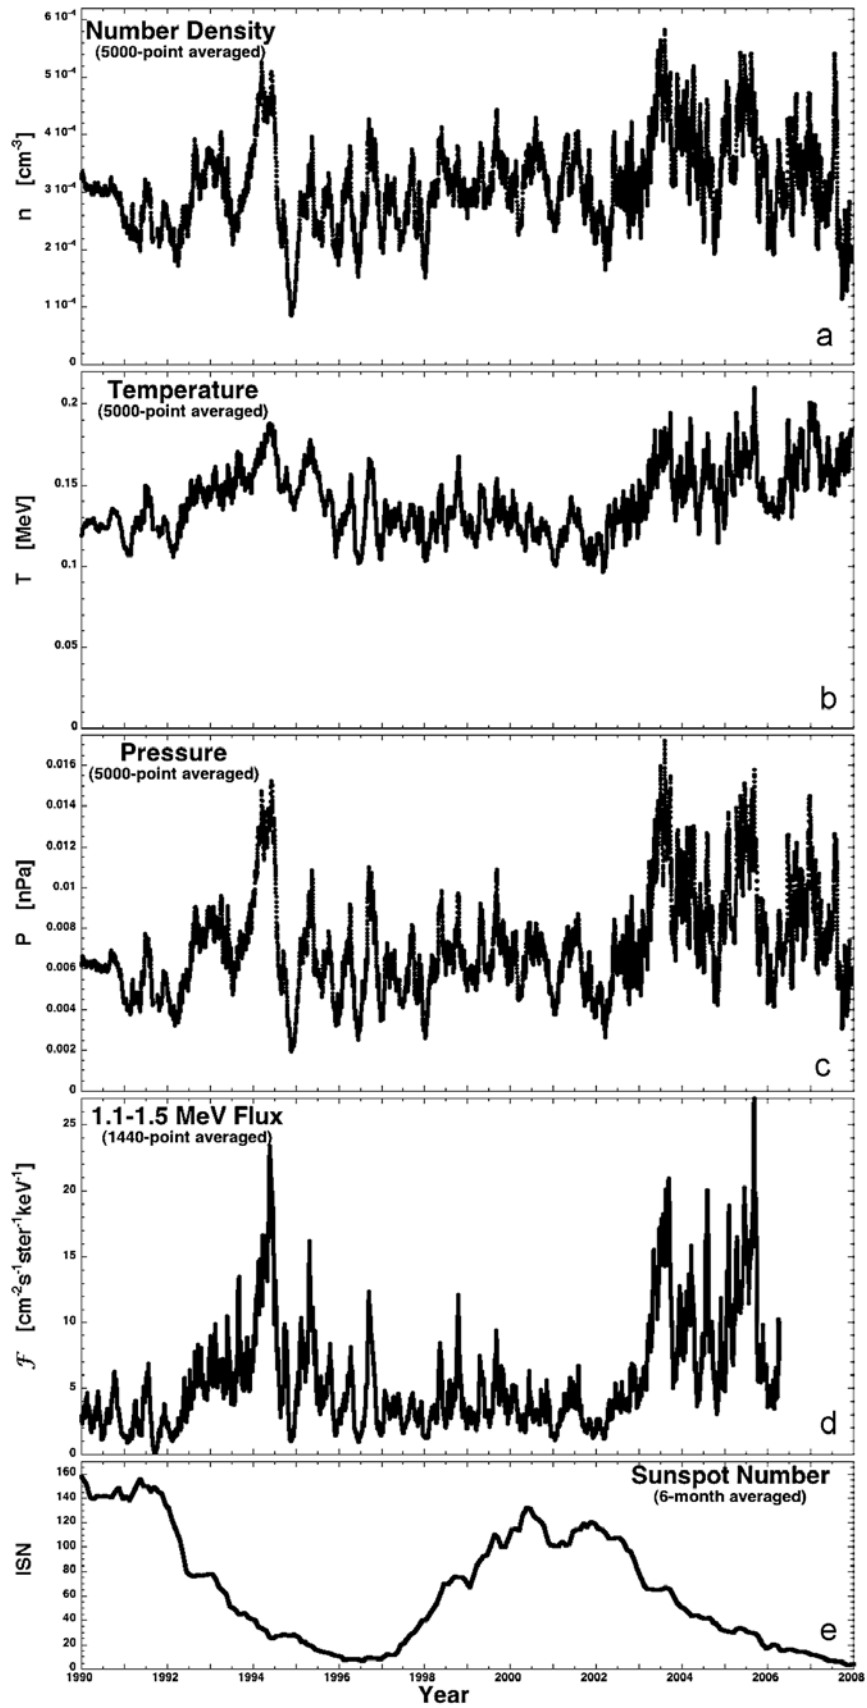 Number Density
(5000-point averaged)
6 10⁻⁴
5 10⁻⁴
4 10⁻⁴
3 10⁻⁴
2 10⁻⁴
1 10⁻⁴
0
n [cm⁻³]
a
Temperature
(5000-point averaged)
0.2
0.15
0.1
0.05
0
T [MeV]
b
Pressure
(5000-point averaged)
0.016
0.014
0.012
0.01
0.008
0.006
0.004
0.002
0
P [nPa]
c
1.1-1.5 MeV Flux
(1440-point averaged)
25
20
15
10
5
0
ℱ [cm⁻²s⁻¹ster⁻¹keV⁻¹]
d
Sunspot Number
(6-month averaged)
160
140
120
100
80
60
40
20
0
ISN
e
1990 1992 1994 1996 1998 2000 2002 2004 2006 2008
Year